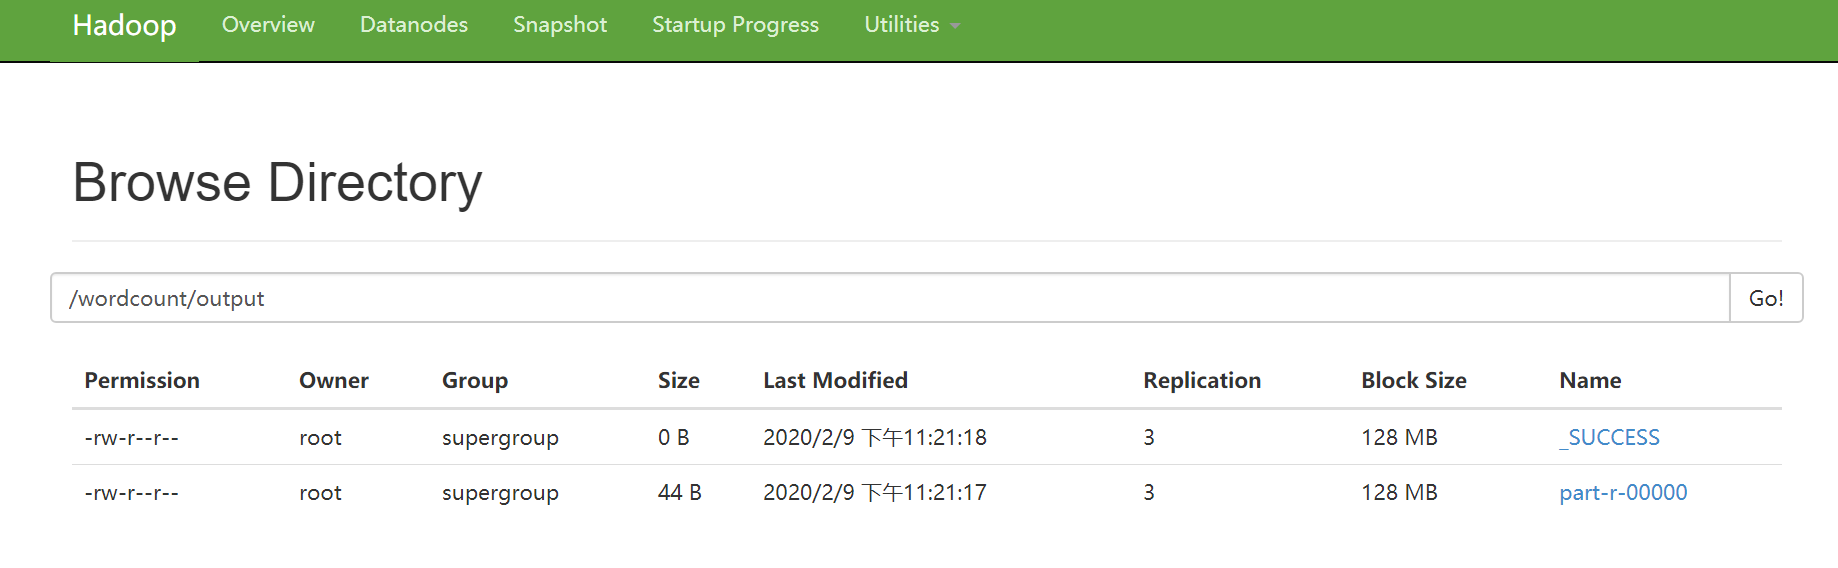 Hadoop Overview Datanodes Snapshot Startup Progress Utilities
Browse Directory
/wordcount/output Go!
Permission Owner Group Size Last Modified Replication Block Size Name
-rw-r--r-- root supergroup 0 B 2020/2/9 下午11:21:18 3 128 MB _SUCCESS
-rw-r--r-- root supergroup 44 B 2020/2/9 下午11:21:17 3 128 MB part-r-00000